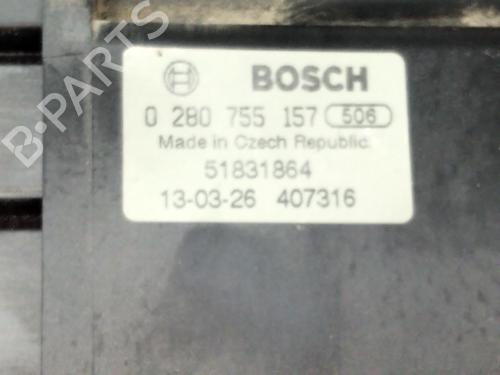 BOSCH
0 280 755 157 506
Made in Czech Republic
51831864
13-03-26 407316
B-PARTS